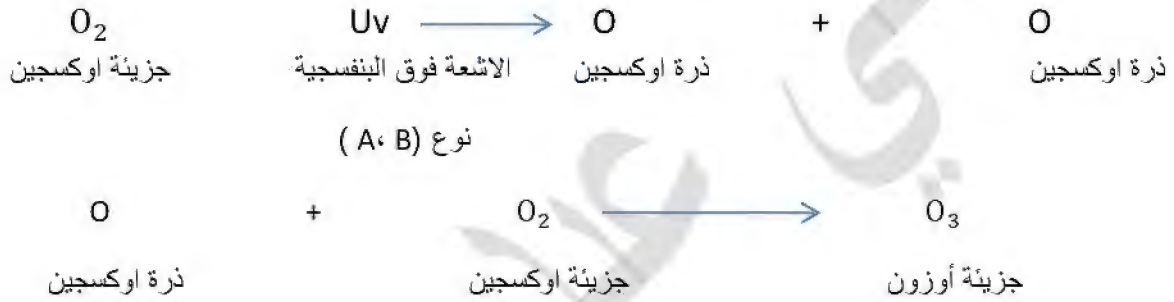 O₂ Uv → O + O
جزيئة اوكسجين الاشعة فوق البنفسجية ذرة اوكسجين ذرة اوكسجين
نوع (A، B )
O + O₂ → O₃
ذرة اوكسجين جزيئة اوكسجين جزيئة أوزون